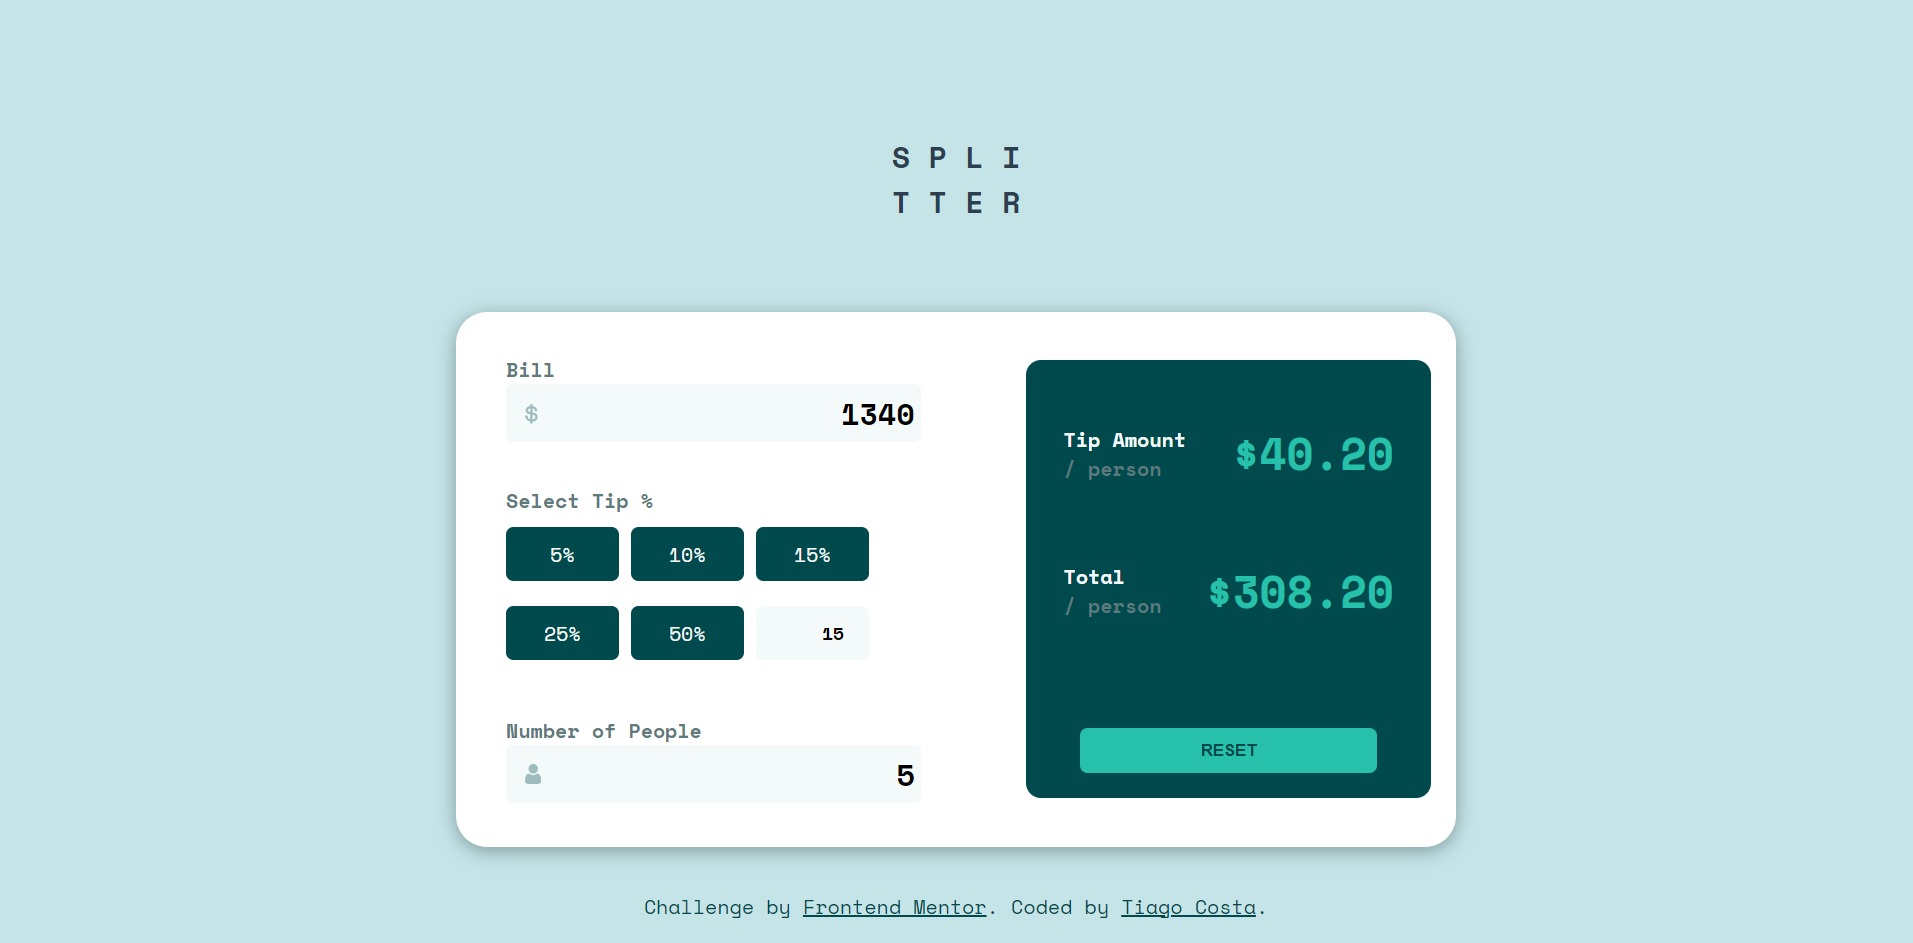 S P L I
T T E R
Bill
$ 1340
Select Tip %
5% 10% 15%
25% 50% 15
Number of People
5
Tip Amount
/ person
$40.20
Total
/ person
$308.20
RESET
Challenge by Frontend Mentor. Coded by Tiago Costa.